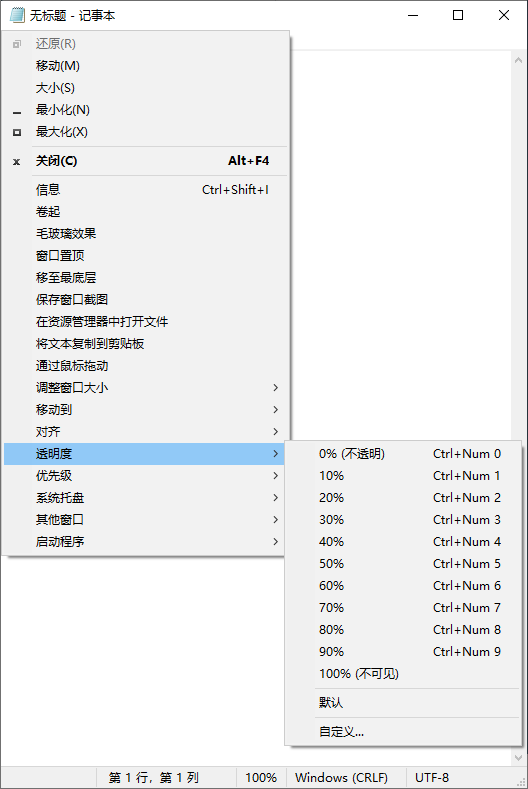 无标题 - 记事本
还原(R)
移动(M)
大小(S)
最小化(N)
最大化(X)
关闭(C) Alt+F4
信息 Ctrl+Shift+I
卷起
毛玻璃效果
窗口置顶
移至最底层
保存窗口截图
在资源管理器中打开文件
将文本复制到剪贴板
通过鼠标拖动
调整窗口大小
移动到
对齐
透明度
优先级
系统托盘
其他窗口
启动程序
0% (不透明) Ctrl+Num 0
10% Ctrl+Num 1
20% Ctrl+Num 2
30% Ctrl+Num 3
40% Ctrl+Num 4
50% Ctrl+Num 5
60% Ctrl+Num 6
70% Ctrl+Num 7
80% Ctrl+Num 8
90% Ctrl+Num 9
100% (不可见)
默认
自定义...
第 1 行，第 1 列 100% Windows (CRLF) UTF-8